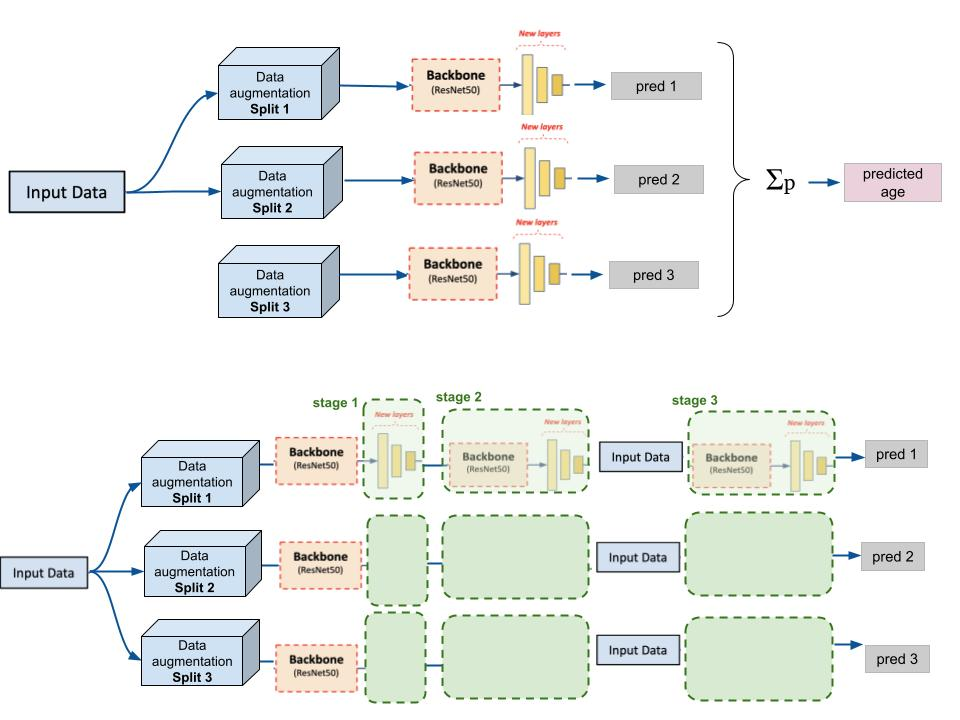 New layers
Data
augmentation
Split 1
Backbone
(ResNet50)
pred 1
New layers
Input Data
Data
augmentation
Split 2
Backbone
(ResNet50)
pred 2
Σp
predicted
age
New layers
Data
augmentation
Split 3
Backbone
(ResNet50)
pred 3
stage 1
stage 2
stage 3
New layers
New layers
New layers
Data
augmentation
Split 1
Backbone
(ResNet50)
Backbone
(ResNet50)
Input Data
Backbone
(ResNet50)
pred 1
Input Data
Data
augmentation
Split 2
Backbone
(ResNet50)
Input Data
pred 2
Data
augmentation
Split 3
Backbone
(ResNet50)
Input Data
pred 3